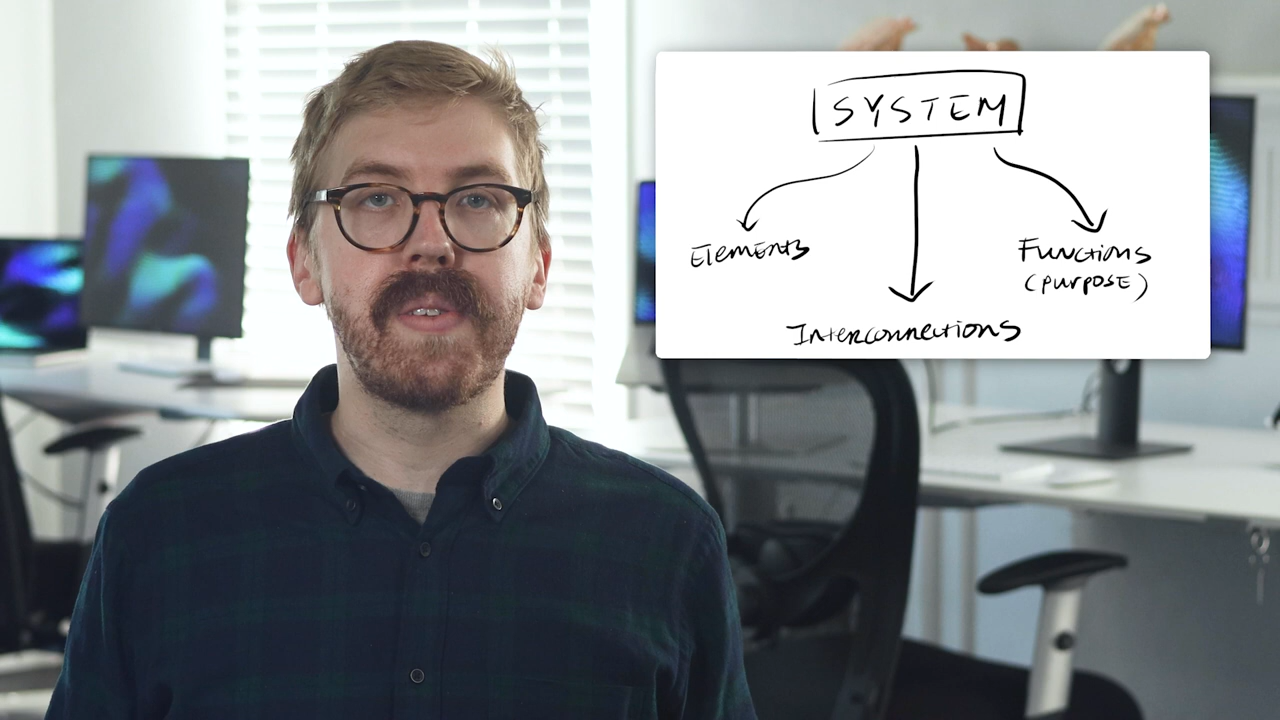 SYSTEM
Elements
Functions
(purpose)
Interconnections